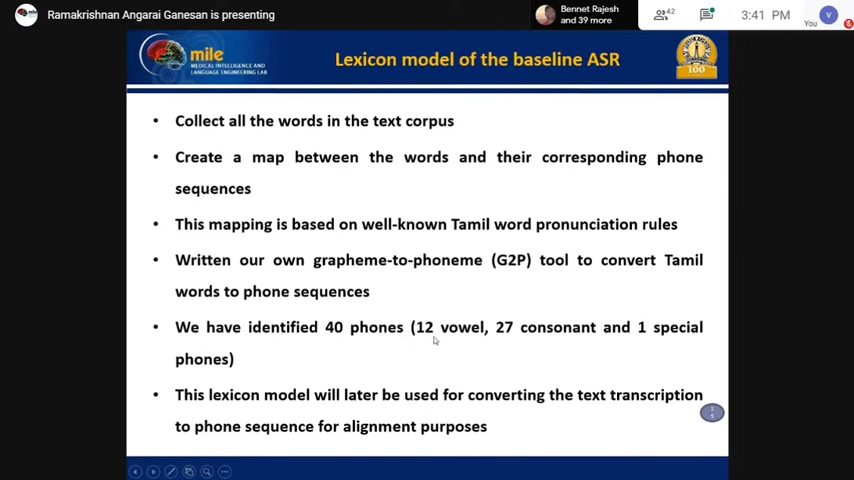 Ramakrishnan Angarai Ganesan is presenting
Bennet Rajesh
and 39 more
42
3:41 PM
You
V
mile
MEDICAL INTELLIGENCE AND
LANGUAGE ENGINEERING LAB
Lexicon model of the baseline ASR
100
• Collect all the words in the text corpus
• Create a map between the words and their corresponding phone
sequences
• This mapping is based on well-known Tamil word pronunciation rules
• Written our own grapheme-to-phoneme (G2P) tool to convert Tamil
words to phone sequences
• We have identified 40 phones (12 vowel, 27 consonant and 1 special
phones)
• This lexicon model will later be used for converting the text transcription
to phone sequence for alignment purposes